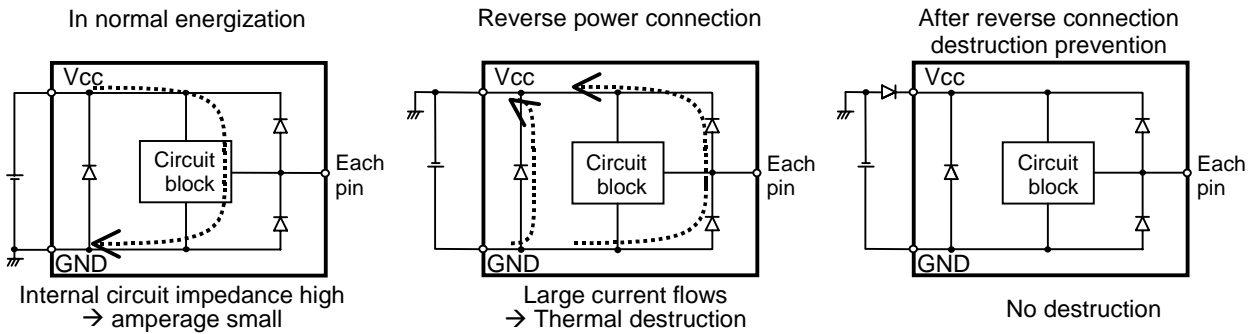 In normal energization
Vcc
Circuit
block
Each
pin
GND
Internal circuit impedance high
→ amperage small
Reverse power connection
Vcc
Circuit
block
Each
pin
GND
Large current flows
→ Thermal destruction
After reverse connection
destruction prevention
Vcc
Circuit
block
Each
pin
GND
No destruction